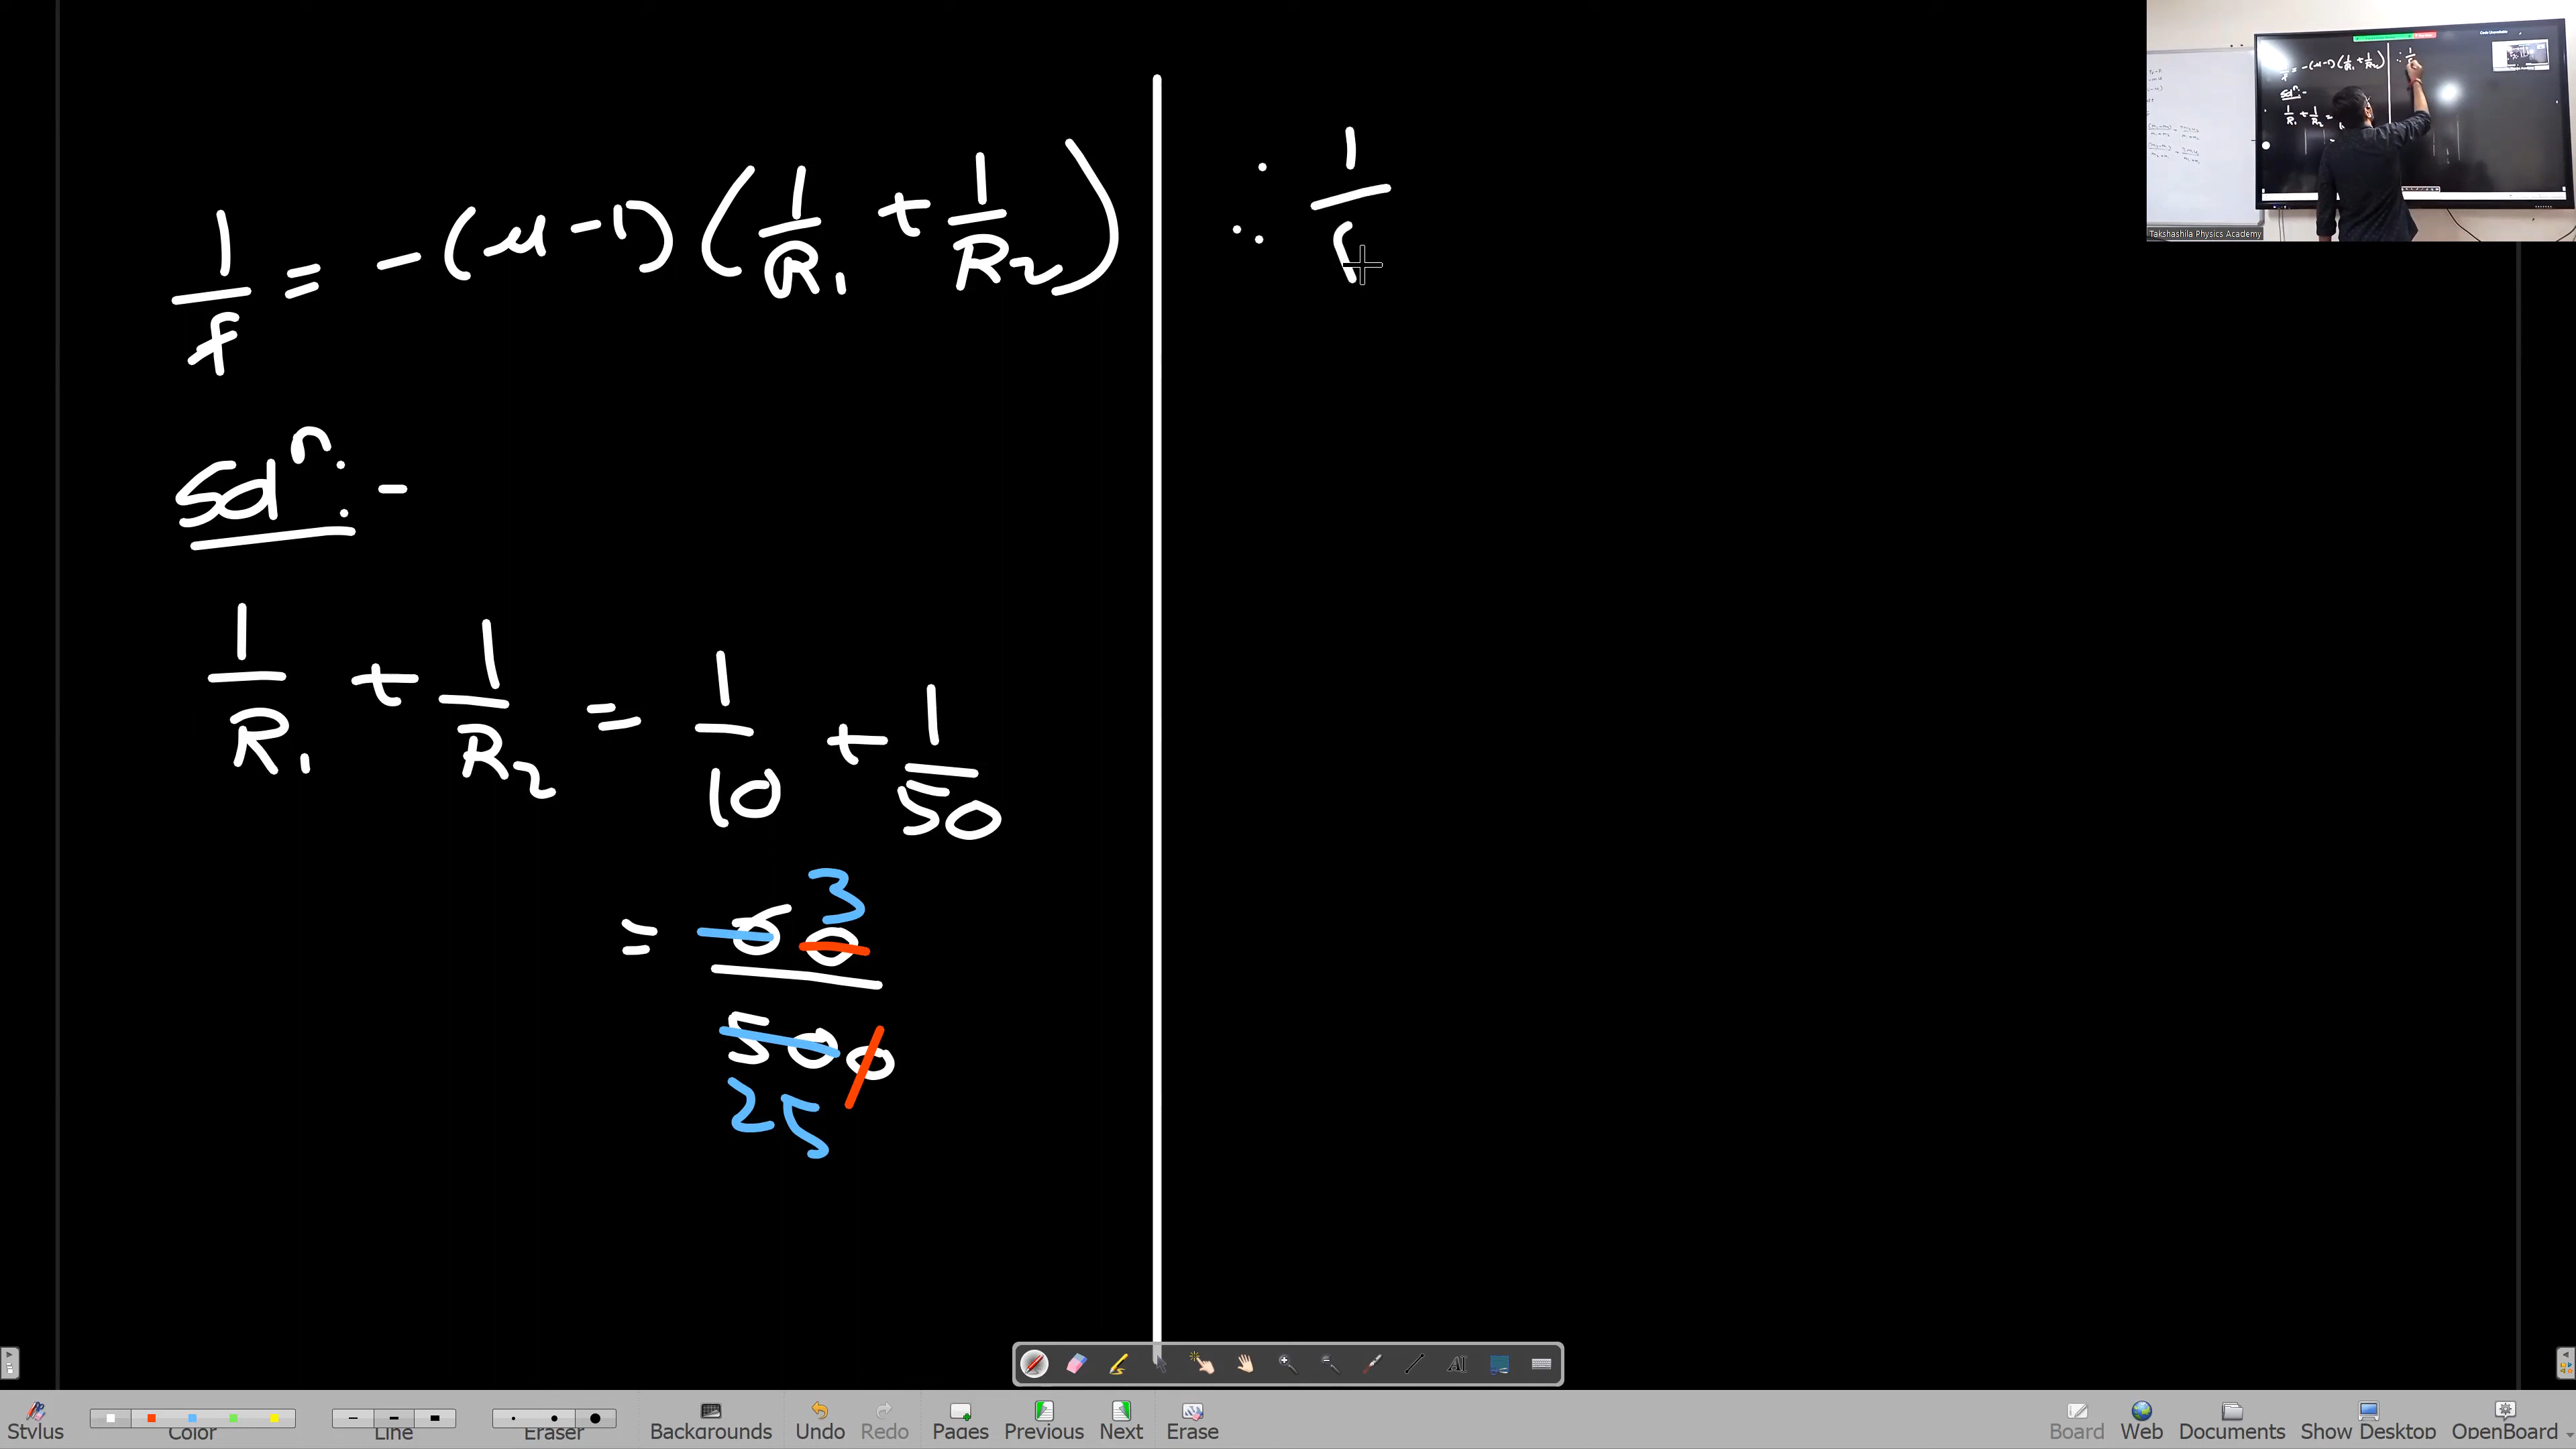 1/f = -(μ-1)(1/R₁ + 1/R₂)
Solⁿ:-
1/R₁ + 1/R₂ = 1/10 + 1/50
= 60/500
3
25
∴ 1/f
Takshashila Physics Academy
Stylus Color Line Eraser Backgrounds Undo Redo Pages Previous Next Erase Board Web Documents Show Desktop OpenBoard